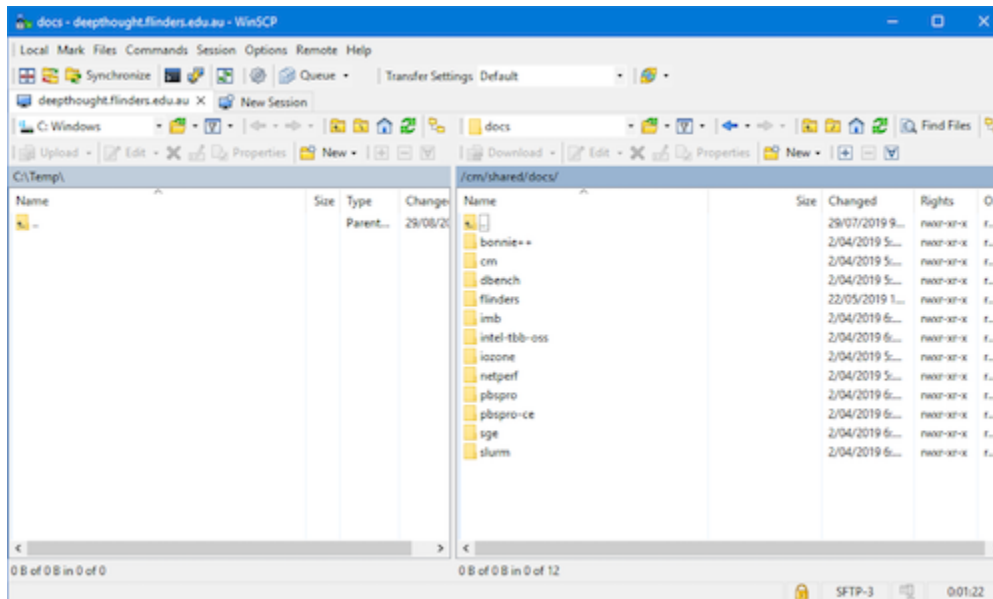 docs - deepthought.flinders.edu.au - WinSCP
Local Mark Files Commands Session Options Remote Help
Synchronize Queue Transfer Settings Default
deepthought.flinders.edu.au X New Session
C: Windows docs Find Files
Upload Edit Properties New Download Edit Properties New
C:\Temp\ /cm/shared/docs/
Name Size Type Change Name Size Changed Rights O
.. Parent... 29/08/20 .. 29/07/2019 9... rwxr-xr-x r..
bonnie++ 2/04/2019 5:... rwxr-xr-x r..
cm 2/04/2019 5:... rwxr-xr-x r..
dbench 2/04/2019 5:... rwxr-xr-x r..
flinders 22/05/2019 1... rwxr-xr-x r..
imb 2/04/2019 6:... rwxr-xr-x r..
intel-tbb-oss 2/04/2019 6:... rwxr-xr-x r..
iozone 2/04/2019 5:... rwxr-xr-x r..
netperf 2/04/2019 5:... rwxr-xr-x r..
pbspro 2/04/2019 6:... rwxr-xr-x r..
pbspro-ce 2/04/2019 6:... rwxr-xr-x r..
sge 2/04/2019 6:... rwxr-xr-x r..
slurm 2/04/2019 6:... rwxr-xr-x r..
0 B of 0 B in 0 of 0 0 B of 0 B in 0 of 12
SFTP-3 0:01:22